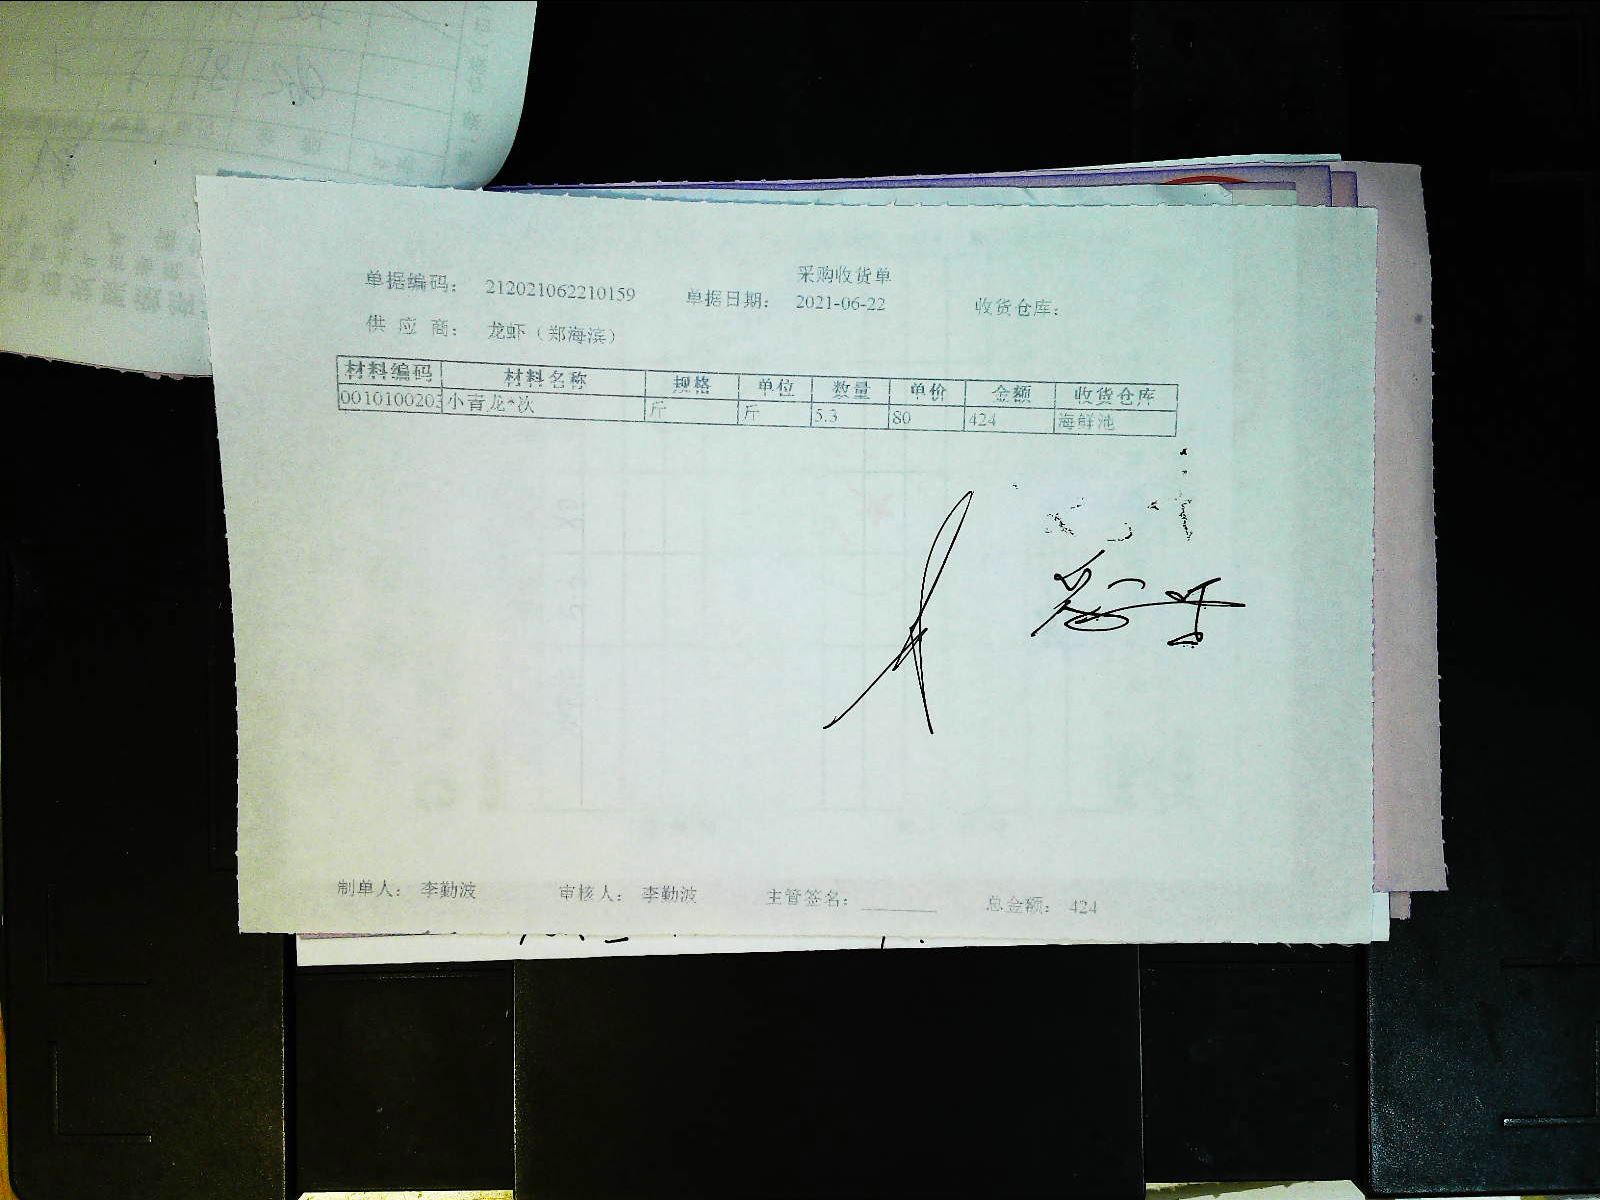 采购收货单
单据编码： 212021062210159 单据日期： 2021-06-22 收货仓库：
供 应 商： 龙虾（郑海滨）
材料编码 材料名称 规格 单位 数量 单价 金额 收货仓库
0010100203 小青龙*次 斤 斤 5.3 80 424 海鲜池
制单人： 李勤波 审核人： 李勤波 主管签名： 总金额： 424